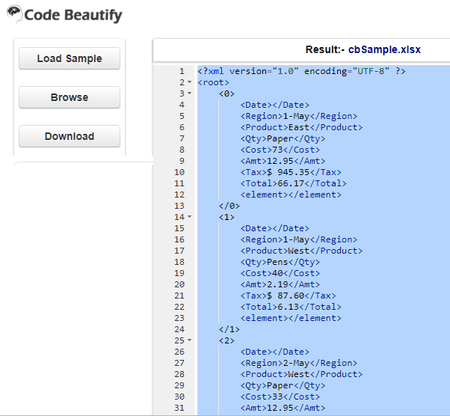 Code Beautify
Load Sample
Browse
Download
Result:- cbSample.xlsx
1 <?xml version="1.0" encoding="UTF-8" ?>
2 <root>
3 <0>
4 <Date></Date>
5 <Region>1-May</Region>
6 <Product>East</Product>
7 <Qty>Paper</Qty>
8 <Cost>73</Cost>
9 <Amt>12.95</Amt>
10 <Tax>$ 945.35</Tax>
11 <Total>66.17</Total>
12 <element></element>
13 </0>
14 <1>
15 <Date></Date>
16 <Region>1-May</Region>
17 <Product>West</Product>
18 <Qty>Pens</Qty>
19 <Cost>40</Cost>
20 <Amt>2.19</Amt>
21 <Tax>$ 87.60</Tax>
22 <Total>6.13</Total>
23 <element></element>
24 </1>
25 <2>
26 <Date></Date>
27 <Region>2-May</Region>
28 <Product>West</Product>
29 <Qty>Paper</Qty>
30 <Cost>33</Cost>
31 <Amt>12.95</Amt>